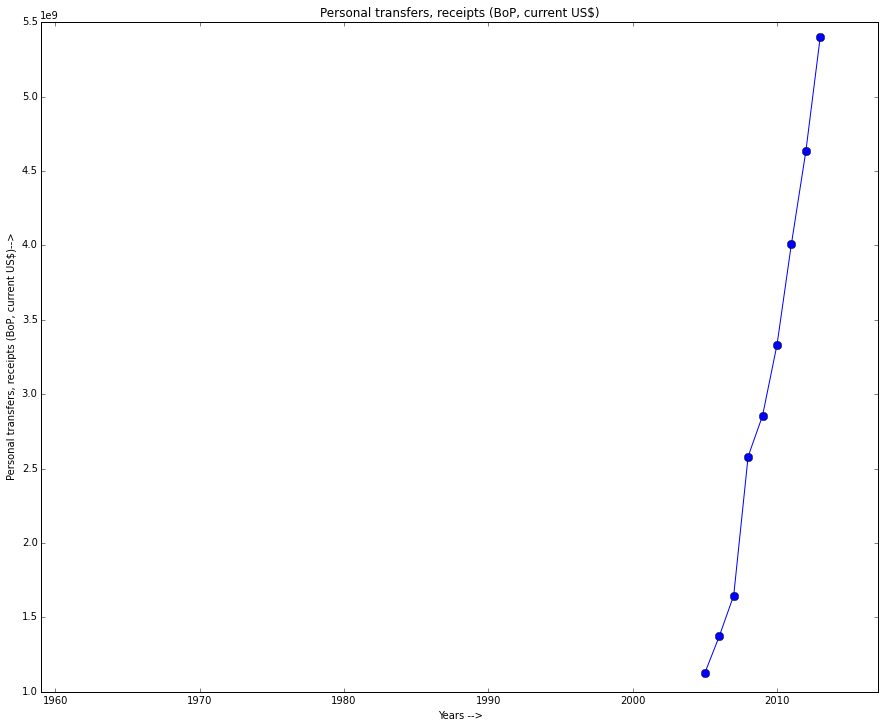 Personal transfers, receipts (BoP, current US$)
1e9
5.5
5.0
4.5
4.0
3.5
3.0
2.5
2.0
1.5
1.0
Personal transfers, receipts (BoP, current US$)-->
1960 1970 1980 1990 2000 2010
Years -->